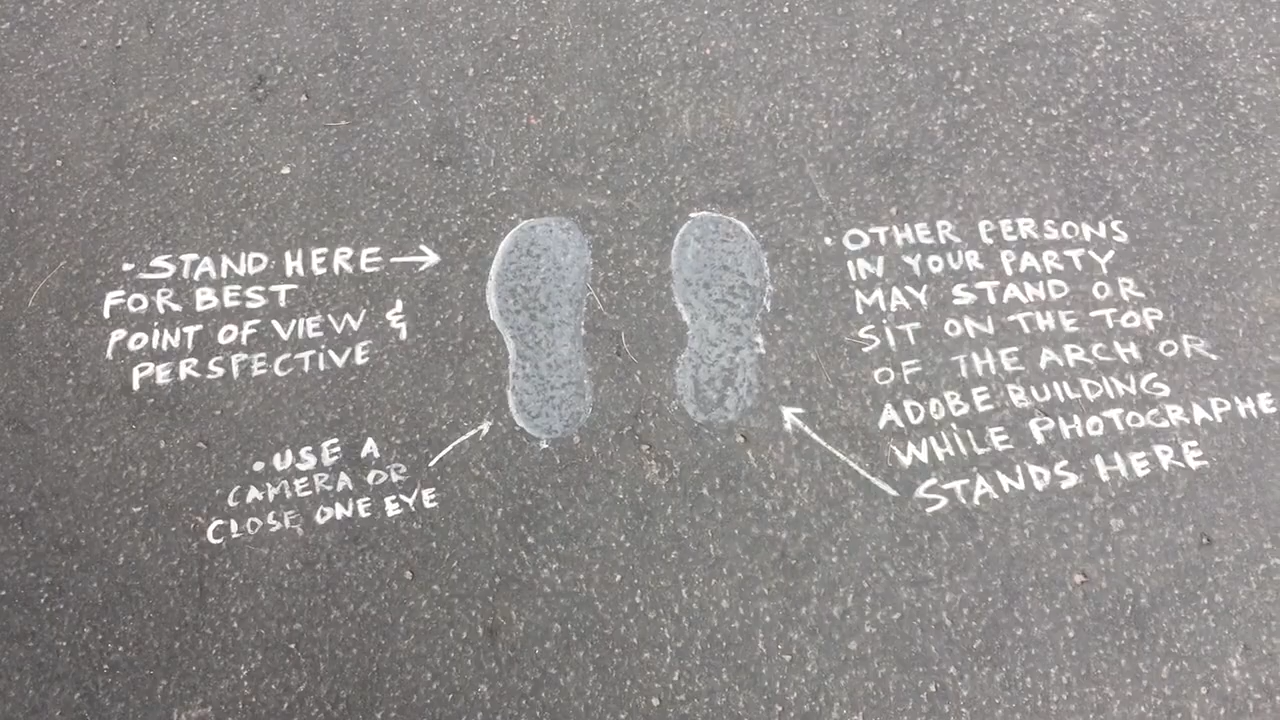 ·STAND HERE→
FOR BEST
POINT OF VIEW &
PERSPECTIVE
·USE A
CAMERA OR
CLOSE ONE EYE
·OTHER PERSONS
IN YOUR PARTY
MAY STAND OR
SIT ON THE TOP
OF THE ARCH OR
ADOBE BUILDING
WHILE PHOTOGRAPHE
STANDS HERE